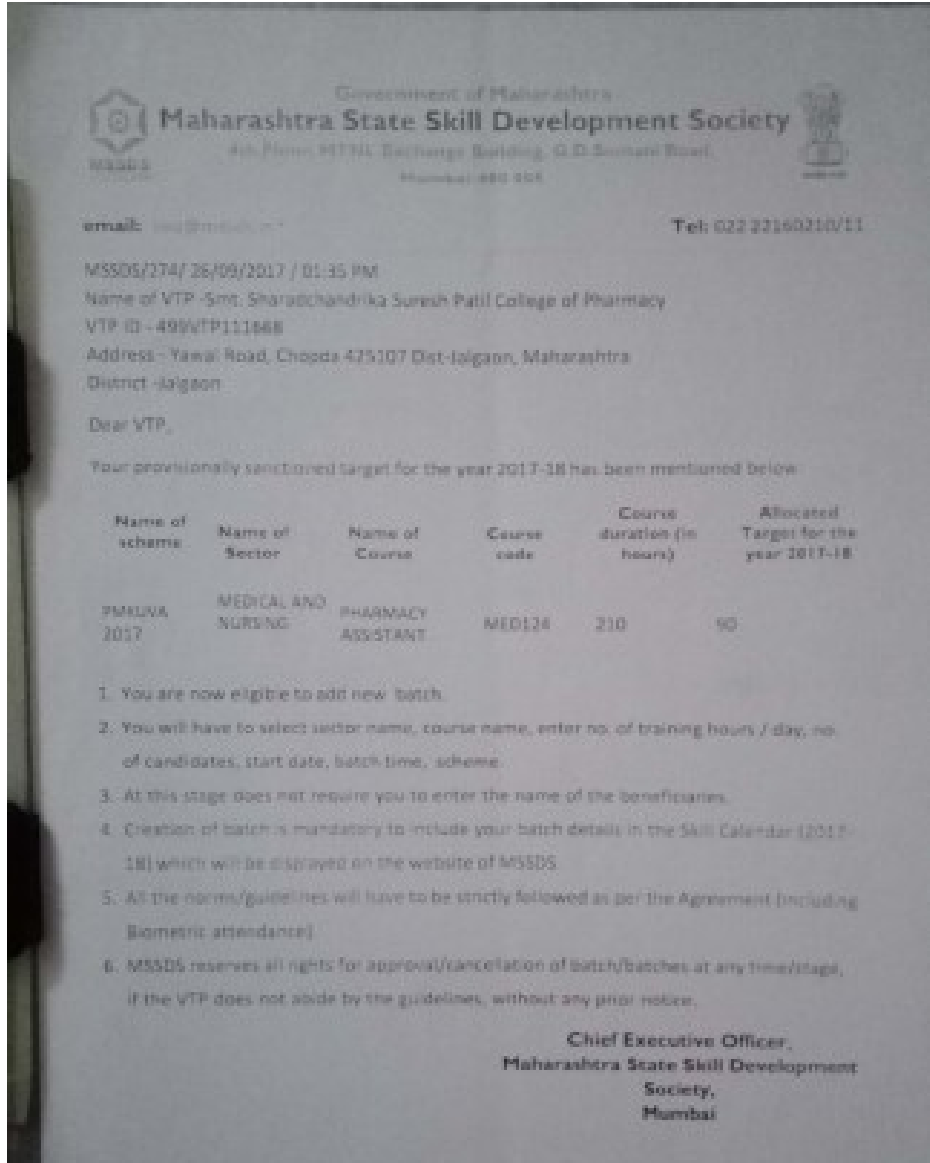 Government of Maharashtra
Maharashtra State Skill Development Society
4th Floor, MTNL Exchange Building, G.D.Somani Road,
Mumbai 400 005
MSSDS
email:
Tel: 022 22160210/11
MSSDS/274/ 26/09/2017 / 01:35 PM
Name of VTP -Smt. Sharadchandrika Suresh Patil College of Pharmacy
VTP ID - 499VTP111668
Address - Yawal Road, Chopda 425107 Dist-Jalgaon, Maharashtra
District -Jalgaon
Dear VTP,
Your provisionally sanctioned target for the year 2017-18 has been mentioned below
Name of scheme Name of Sector Name of Course Course code Course duration (in hours) Allocated Target for the year 2017-18
PMKUVA 2017 MEDICAL AND NURSING PHARMACY ASSISTANT MED124 210 90
1. You are now eligible to add new batch.
2. You will have to select sector name, course name, enter no. of training hours / day, no.
of candidates, start date, batch time, scheme.
3. At this stage does not require you to enter the name of the beneficiaries.
4. Creation of batch is mandatory to include your batch details in the Skill Calendar (2017-
18) which will be displayed on the website of MSSDS
5. All the norms/guidelines will have to be strictly followed as per the Agreement (including
Biometric attendance)
6. MSSDS reserves all rights for approval/cancellation of batch/batches at any time/stage,
if the VTP does not abide by the guidelines, without any prior notice.
Chief Executive Officer,
Maharashtra State Skill Development
Society,
Mumbai